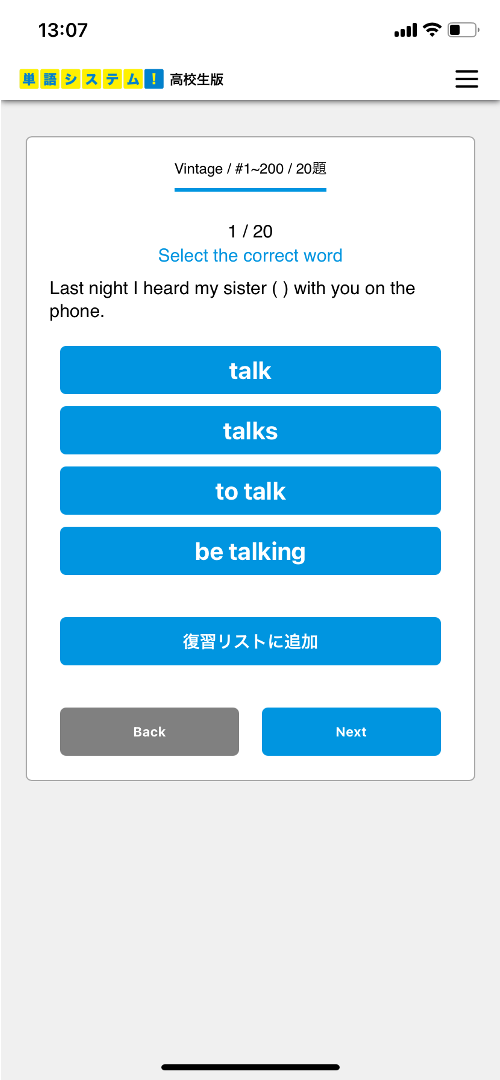 13:07
単語システム！ 高校生版
Vintage / #1~200 / 20題
1 / 20
Select the correct word
Last night I heard my sister ( ) with you on the
phone.
talk
talks
to talk
be talking
復習リストに追加
Back
Next